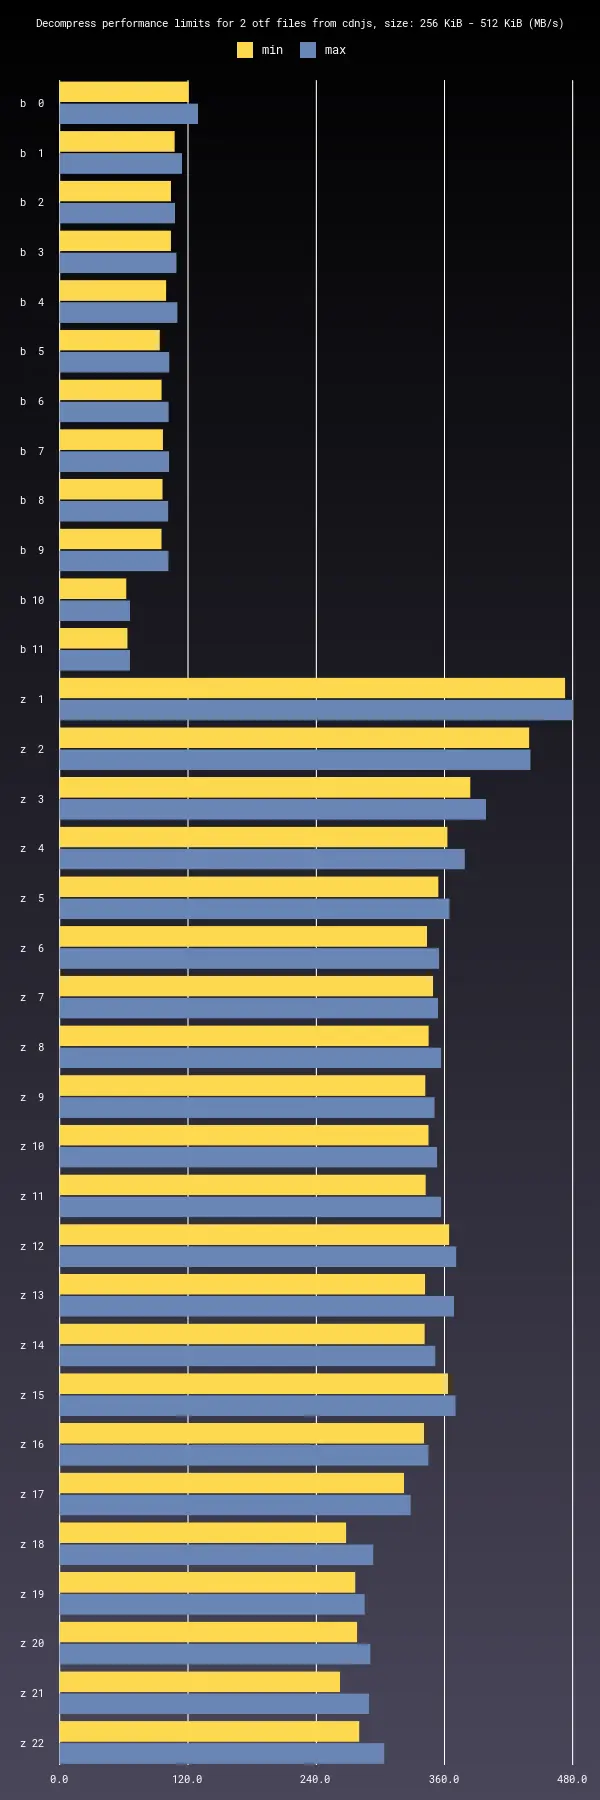 Decompress performance limits for 2 otf files from cdnjs, size: 256 KiB - 512 KiB (MB/s)
min max
b 0
b 1
b 2
b 3
b 4
b 5
b 6
b 7
b 8
b 9
b 10
b 11
z 1
z 2
z 3
z 4
z 5
z 6
z 7
z 8
z 9
z 10
z 11
z 12
z 13
z 14
z 15
z 16
z 17
z 18
z 19
z 20
z 21
z 22
0.0 120.0 240.0 360.0 480.0